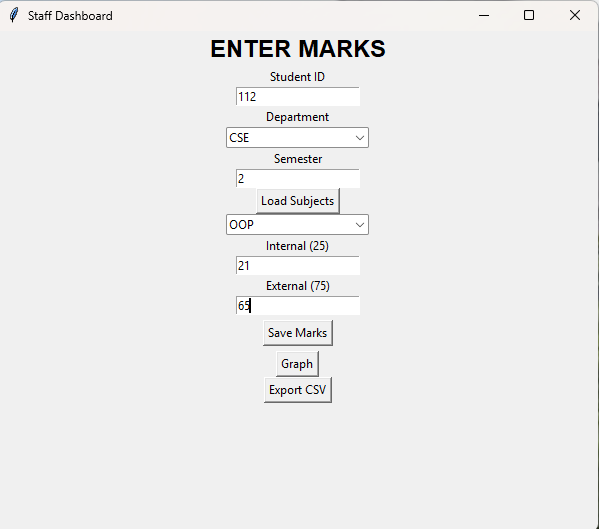 Staff Dashboard
ENTER MARKS
Student ID
112
Department
CSE
Semester
2
Load Subjects
OOP
Internal (25)
21
External (75)
65
Save Marks
Graph
Export CSV